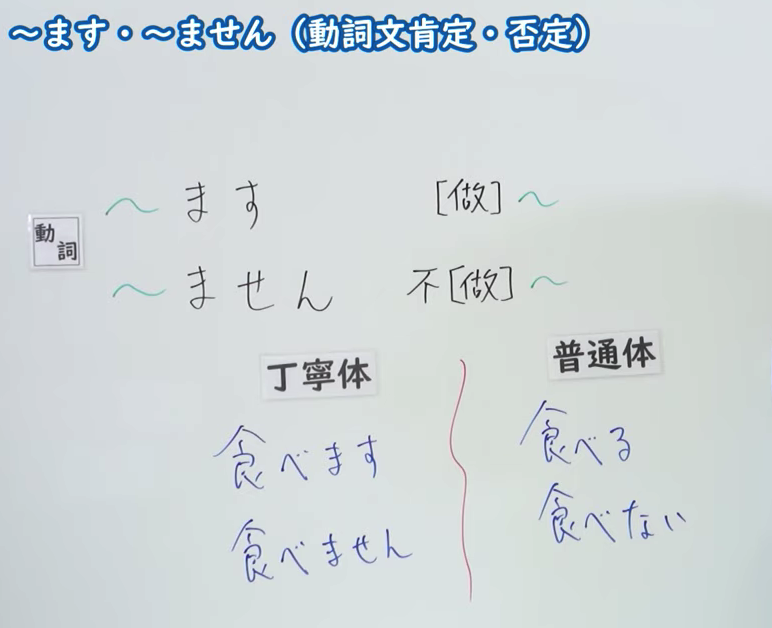 ～ます・～ません（動詞文肯定・否定）
～ます [做]～
動詞
～ません 不[做]～
丁寧体 普通体
食べます 食べる
食べません 食べない